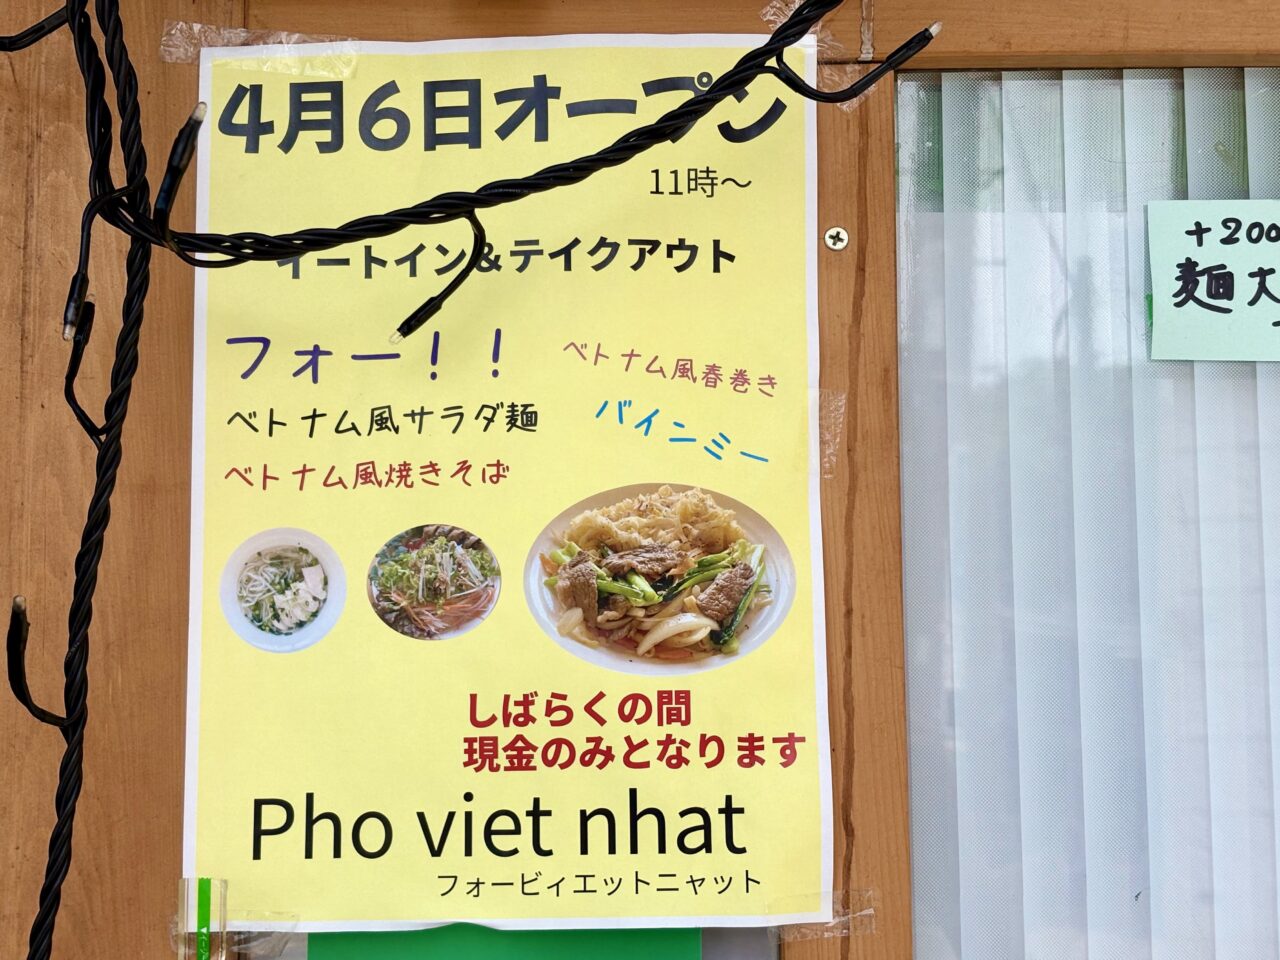 4月6日オープン
11時～
イートイン&テイクアウト
フォー！！
ベトナム風春巻き
ベトナム風サラダ麺
バインミー
ベトナム風焼きそば
しばらくの間
現金のみとなります
Pho viet nhat
フォービィエットニャット
+200
麺大